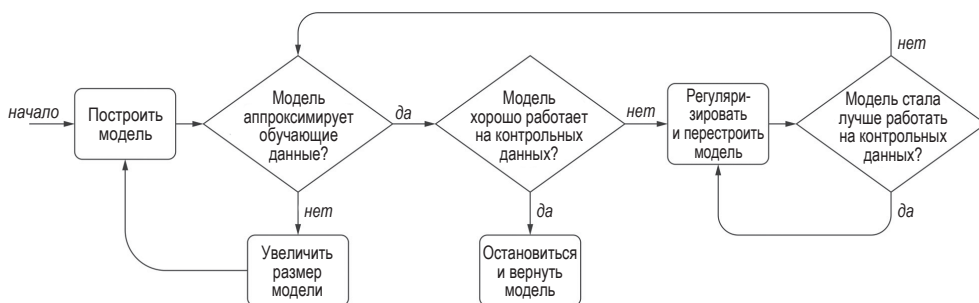 начало
Построить
модель
Модель
аппроксимирует
обучающие
данные?
да
нет
Увеличить
размер
модели
Модель
хорошо работает
на контрольных
данных?
нет
да
Остановиться
и вернуть
модель
Регуляри-
зировать
и перестроить
модель
Модель стала
лучше работать
на контрольных
данных?
нет
да